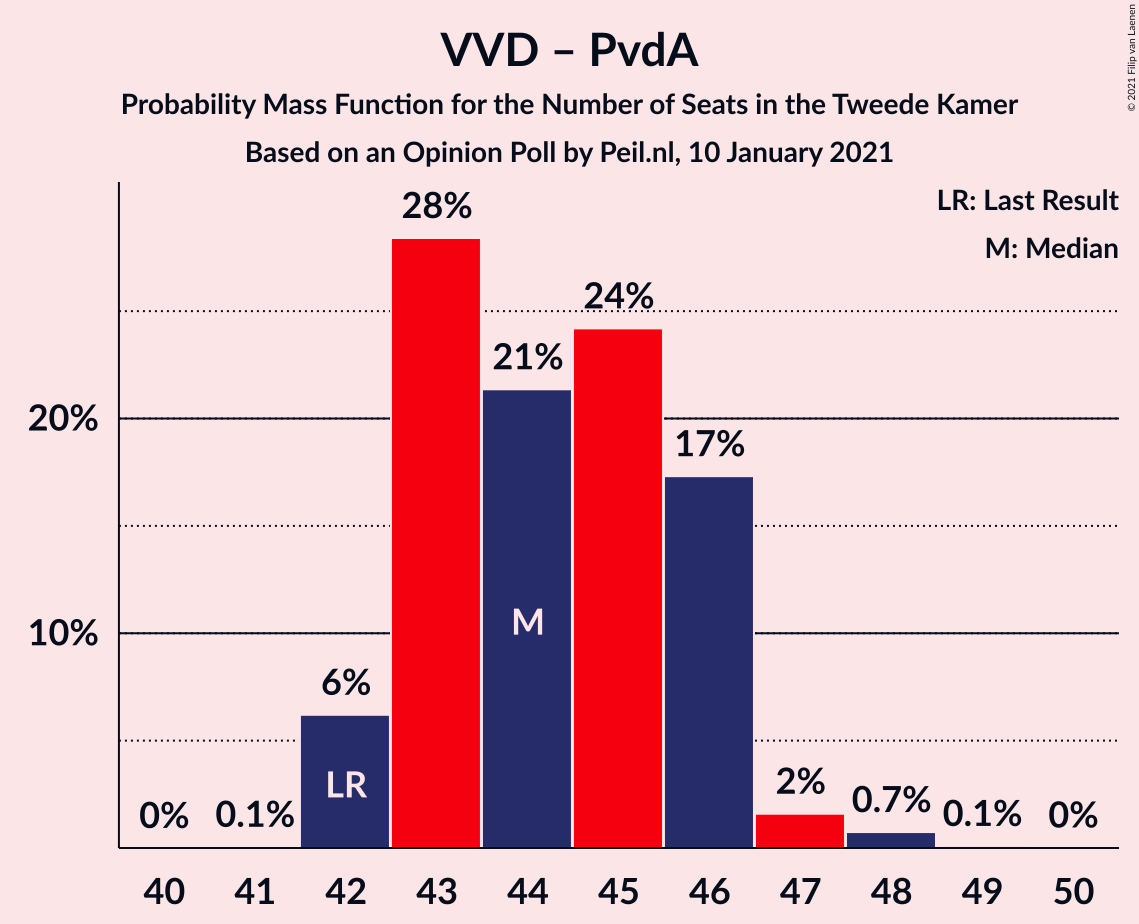 VVD – PvdA
Probability Mass Function for the Number of Seats in the Tweede Kamer
Based on an Opinion Poll by Peil.nl, 10 January 2021
© 2021 Filip van Laenen
LR: Last Result
M: Median
28%
24%
21%
20%
17%
10%
M
6%
LR
2%
0%
0.1%
0.7%
0.1%
0%
40 41 42 43 44 45 46 47 48 49 50